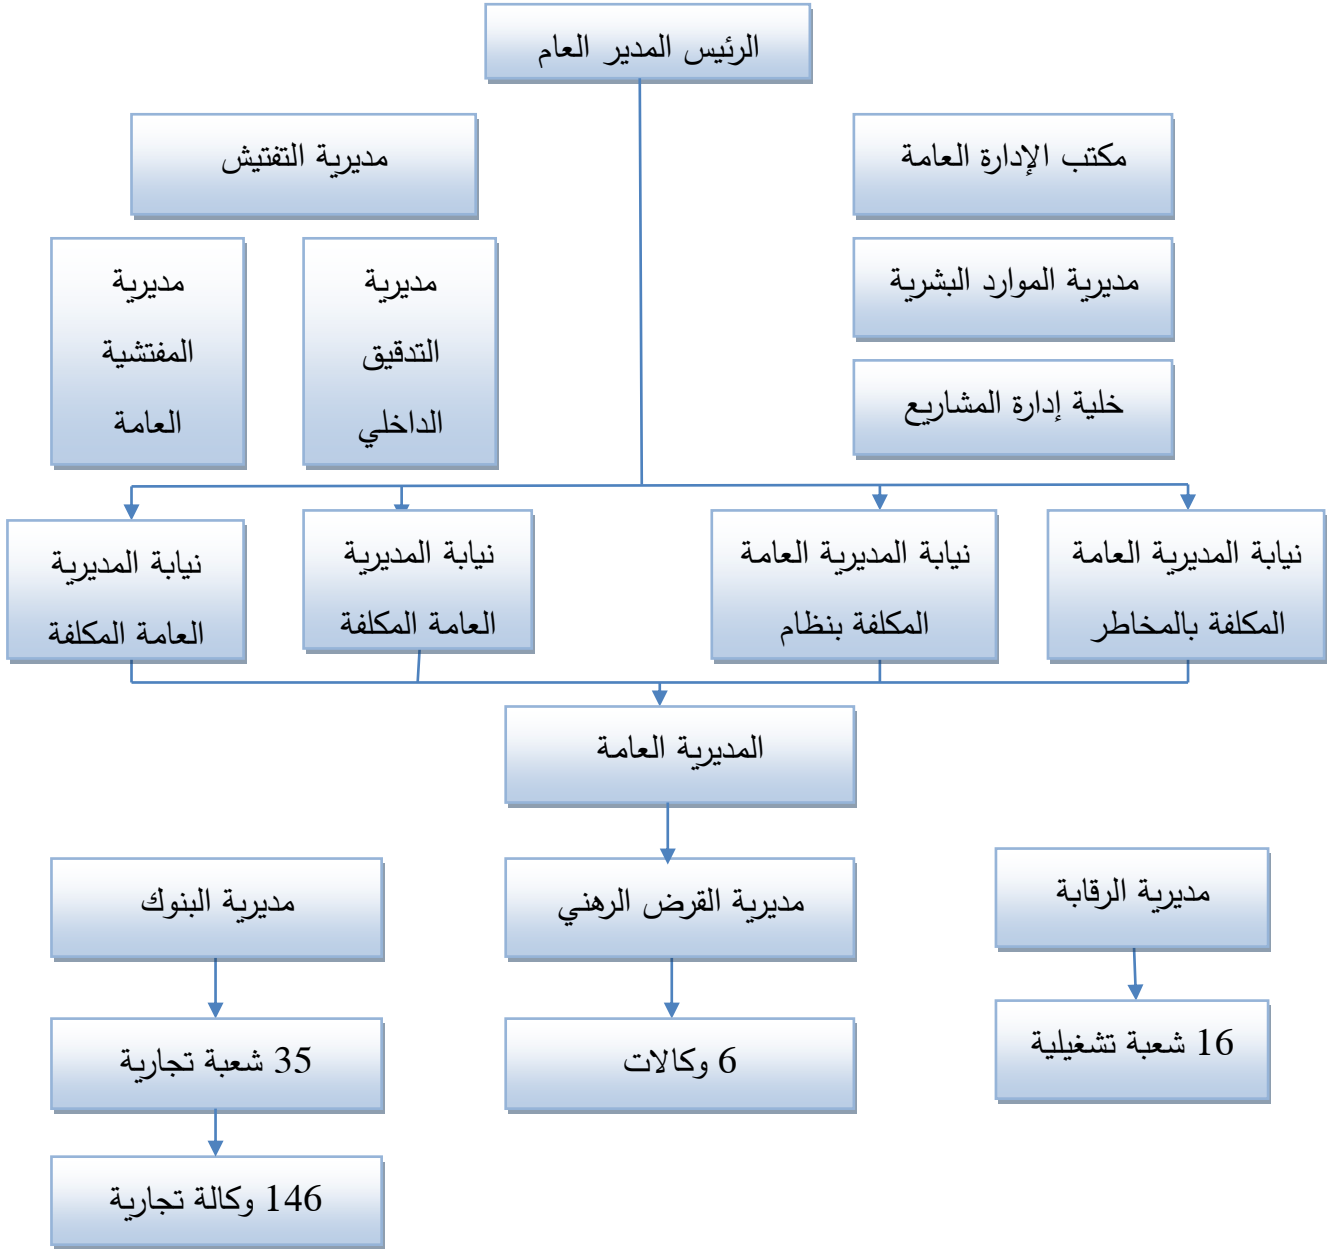 الرئيس المدير العام
مكتب الإدارة العامة
مديرية التفتيش
مديرية الموارد البشرية
خلية إدارة المشاريع
مديرية
التدقيق
الداخلي
مديرية
المفتشية
العامة
نيابة المديرية العامة
المكلفة بالمخاطر
نيابة المديرية العامة
المكلفة بنظام
نيابة المديرية
العامة المكلفة
نيابة المديرية
العامة المكلفة
المديرية العامة
مديرية الرقابة
مديرية القرض الرهني
مديرية البنوك
16 شعبة تشغيلية
6 وكالات
35 شعبة تجارية
146 وكالة تجارية